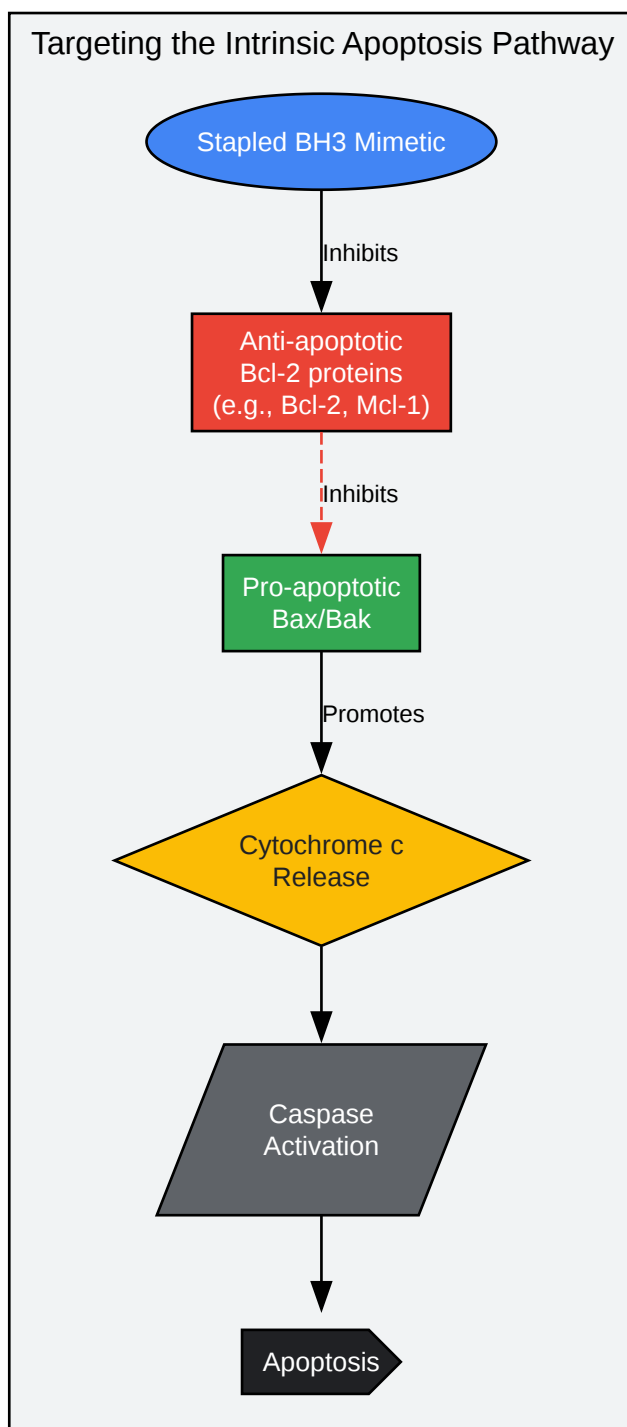 Targeting the Intrinsic Apoptosis Pathway
Stapled BH3 Mimetic
Inhibits
Anti-apoptotic
Bcl-2 proteins
(e.g., Bcl-2, Mcl-1)
Inhibits
Pro-apoptotic
Bax/Bak
Promotes
Cytochrome c
Release
Caspase
Activation
Apoptosis